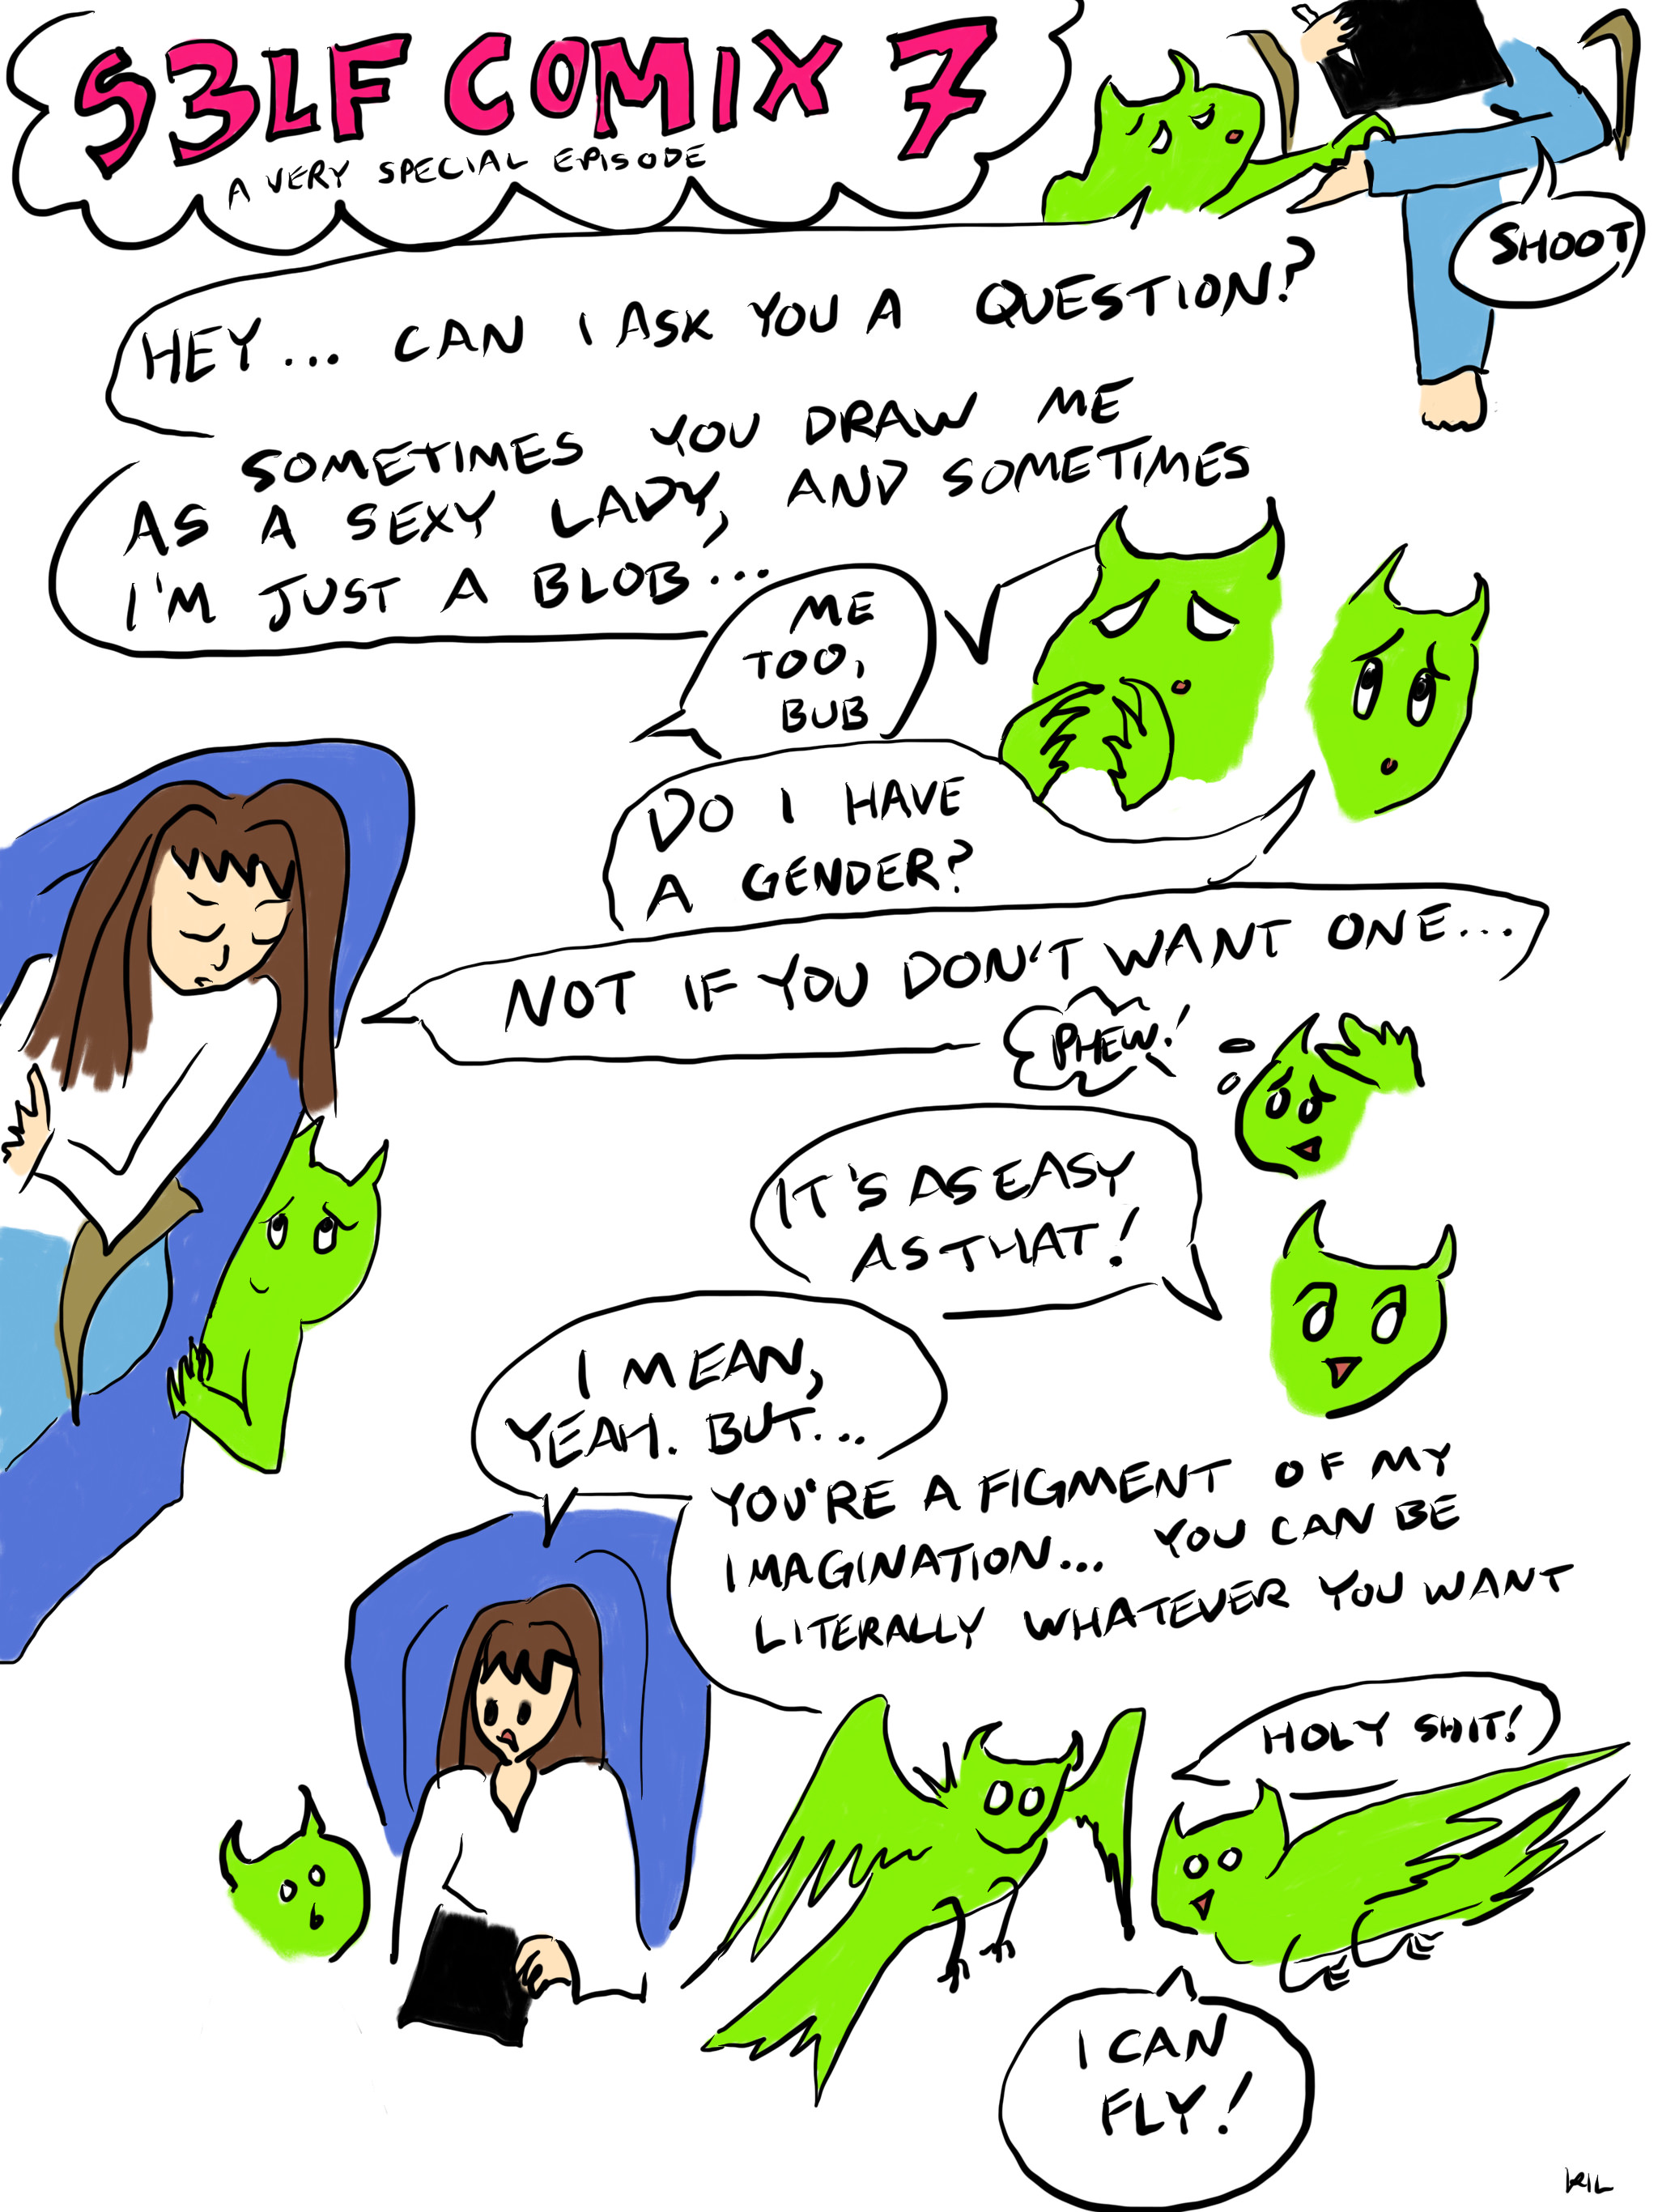 S3LF COMIX 7
A VERY SPECIAL EPISODE
HEY... CAN I ASK YOU A QUESTION?
SHOOT
SOMETIMES YOU DRAW ME
AS A SEXY LADY, AND SOMETIMES
I'M JUST A BLOB...
ME
TOO,
BUB
DO I HAVE
A GENDER?
NOT IF YOU DON'T WANT ONE...
PHEW!
IT'S AS EASY
AS THAT!
I MEAN,
YEAH. BUT...
YOU'RE A FIGMENT OF MY
IMAGINATION... YOU CAN BE
LITERALLY WHATEVER YOU WANT
HOLY SHIT!
I CAN
FLY!